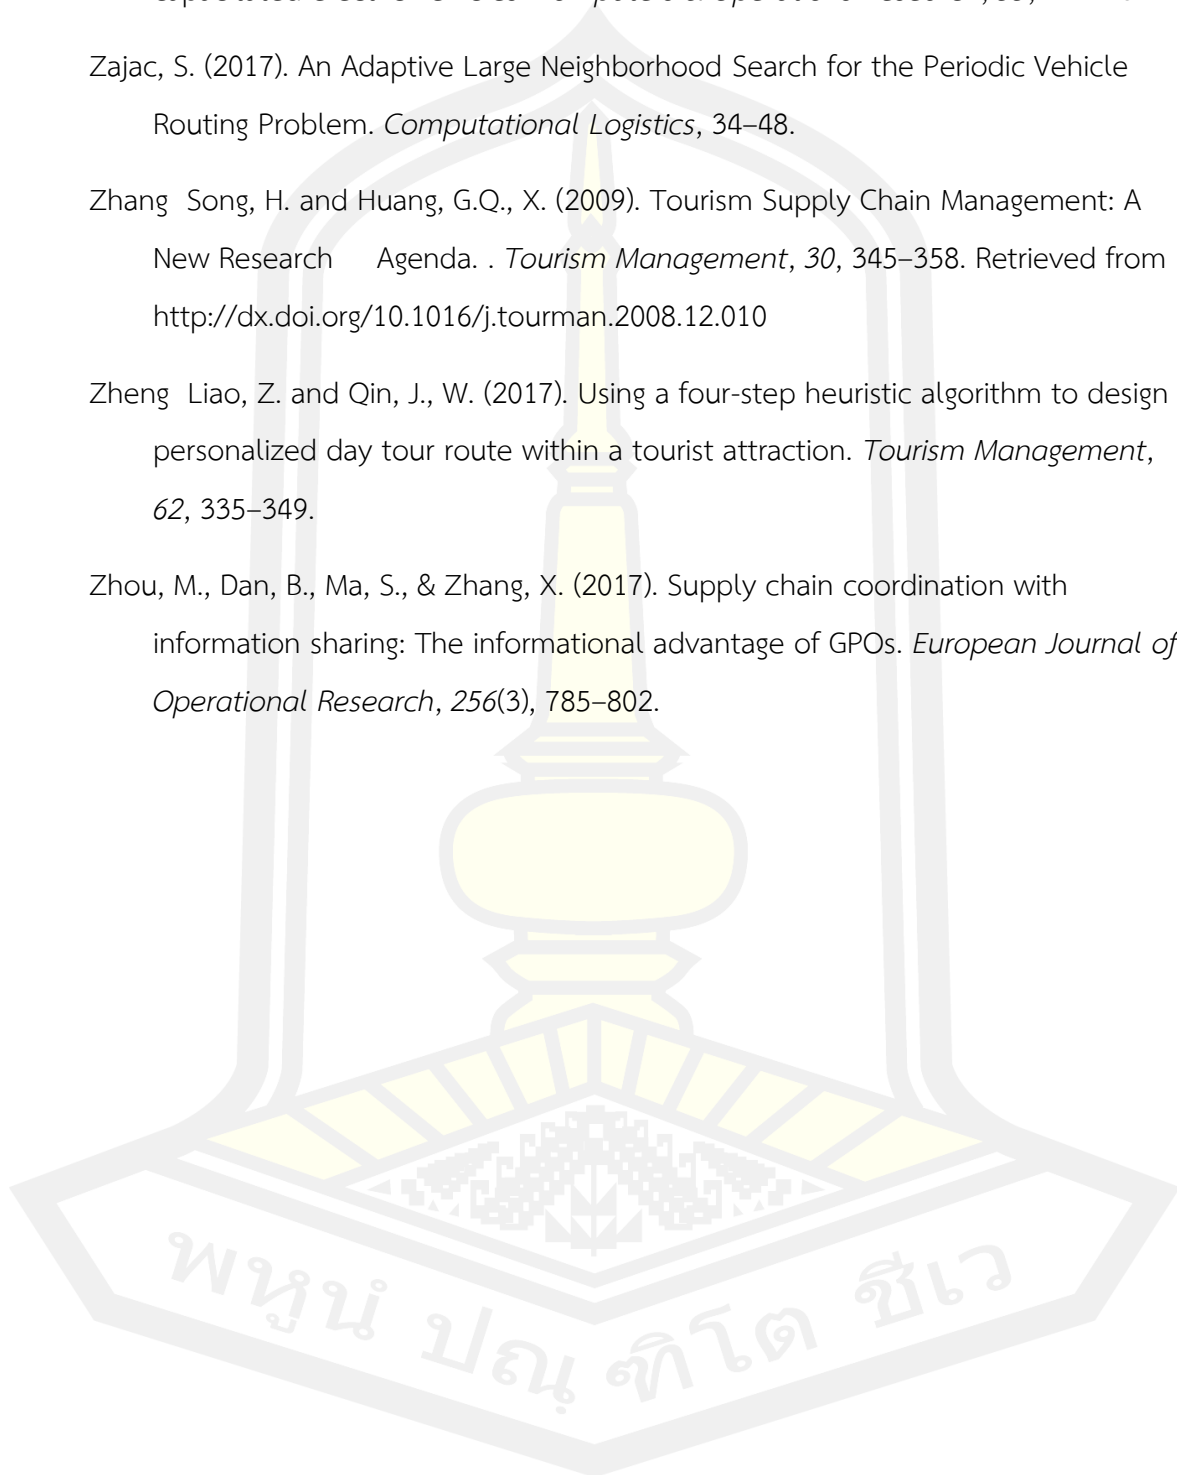 Zajac, S. (2017). An Adaptive Large Neighborhood Search for the Periodic Vehicle
Routing Problem. Computational Logistics, 34–48.
Zhang Song, H. and Huang, G.Q., X. (2009). Tourism Supply Chain Management: A
New Research Agenda. . Tourism Management, 30, 345–358. Retrieved from
http://dx.doi.org/10.1016/j.tourman.2008.12.010
Zheng Liao, Z. and Qin, J., W. (2017). Using a four-step heuristic algorithm to design
personalized day tour route within a tourist attraction. Tourism Management,
62, 335–349.
Zhou, M., Dan, B., Ma, S., & Zhang, X. (2017). Supply chain coordination with
information sharing: The informational advantage of GPOs. European Journal of
Operational Research, 256(3), 785–802.
พหูนํ ปณฺ ฑิโต ชีเว